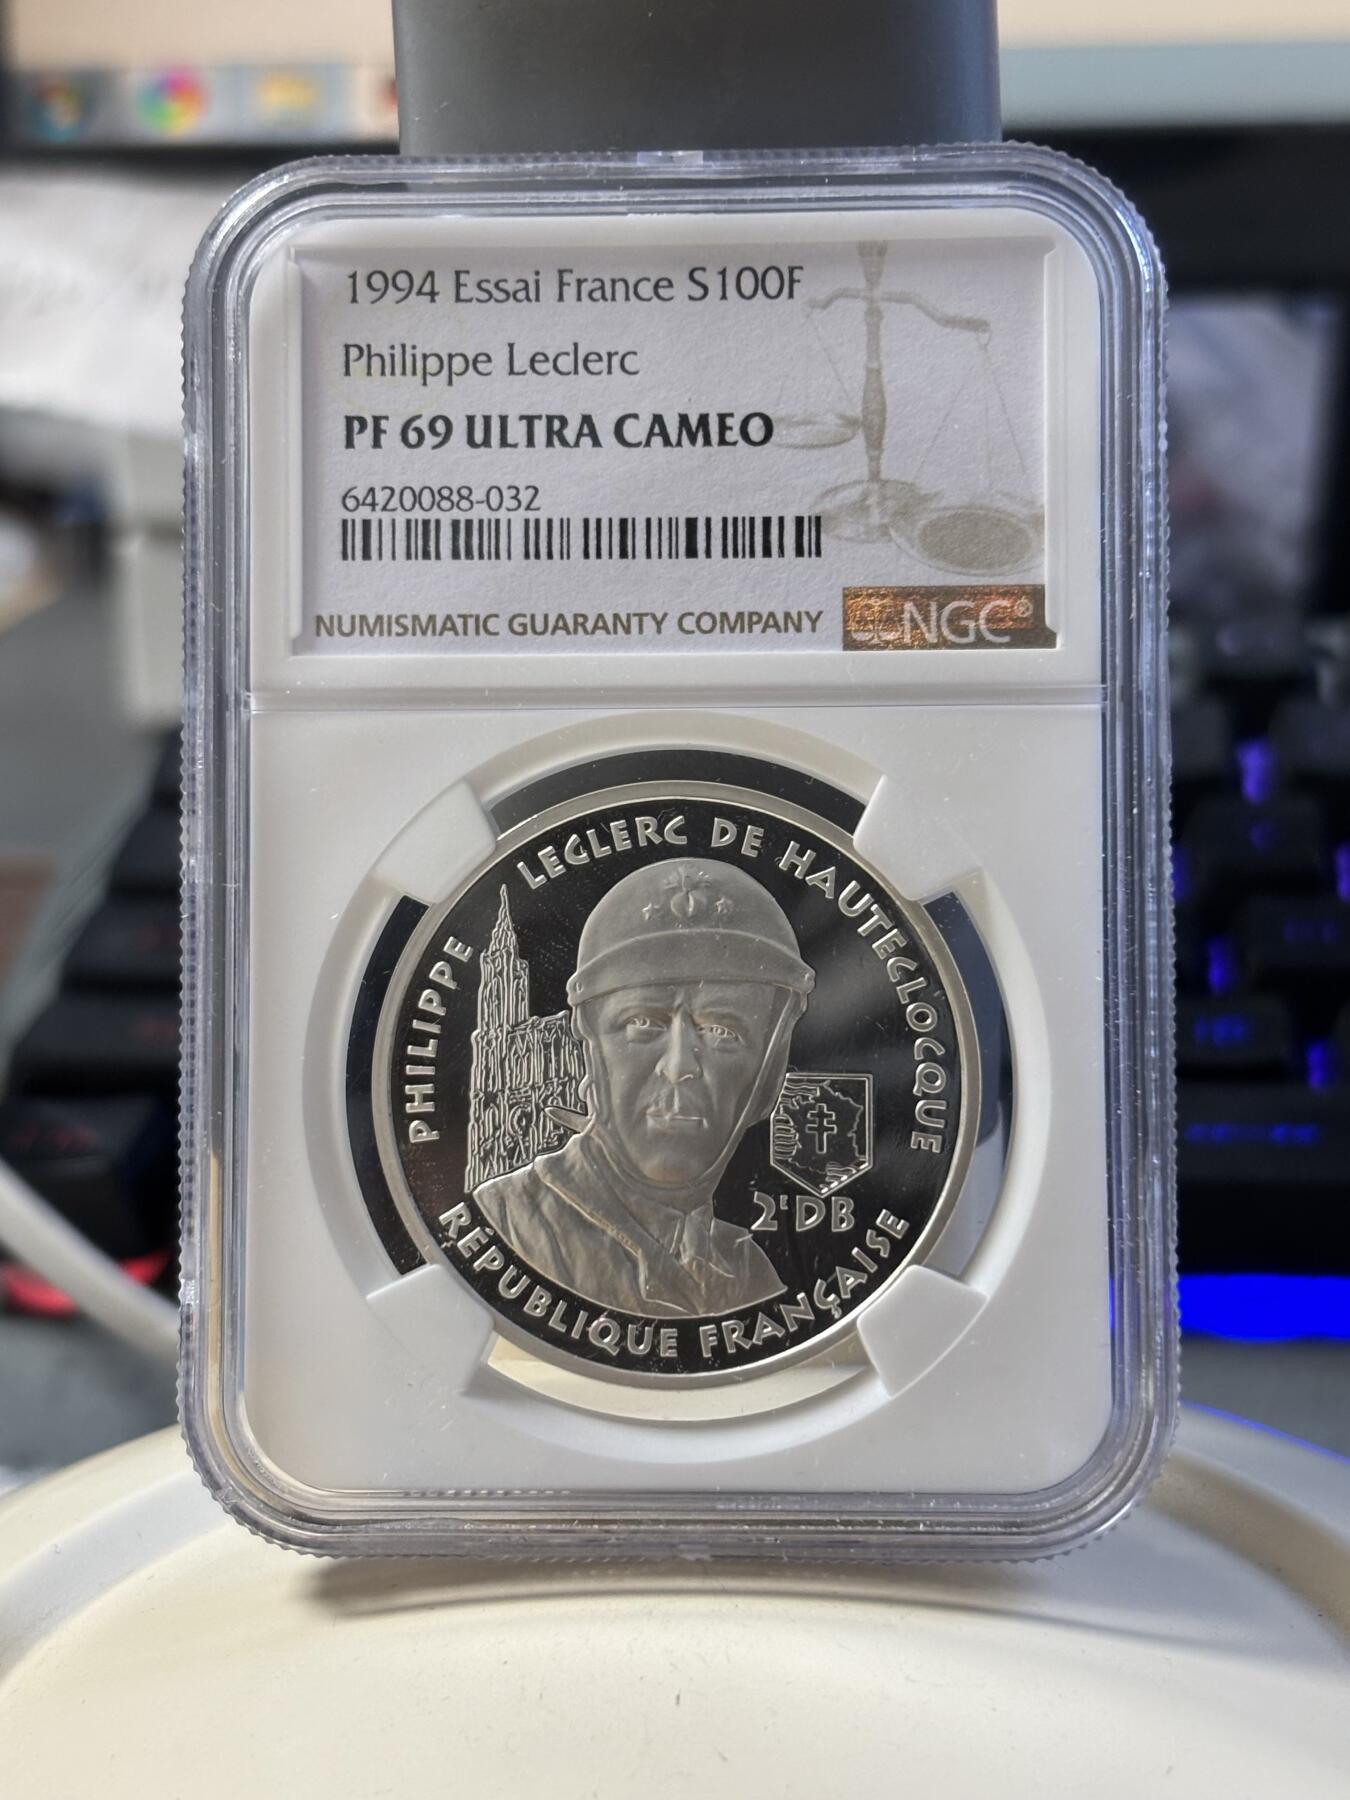 1994 Essai France S100F
Philippe Leclerc
PF 69 ULTRA CAMEO
6420088-032
NUMISMATIC GUARANTY COMPANY
NGC®
PHILIPPE LECLERC DE HAUTECLOCQUE
2E DB
RÉPUBLIQUE FRANÇAISE